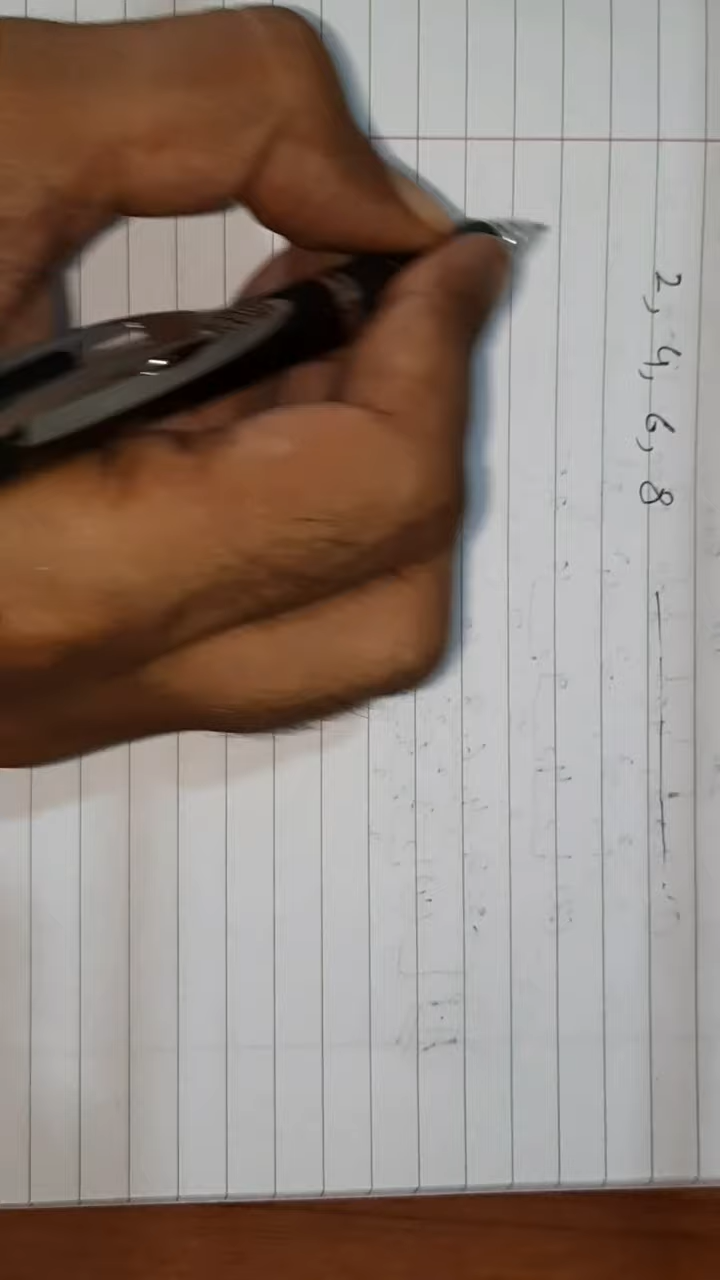 2, 4, 6, 8 ———